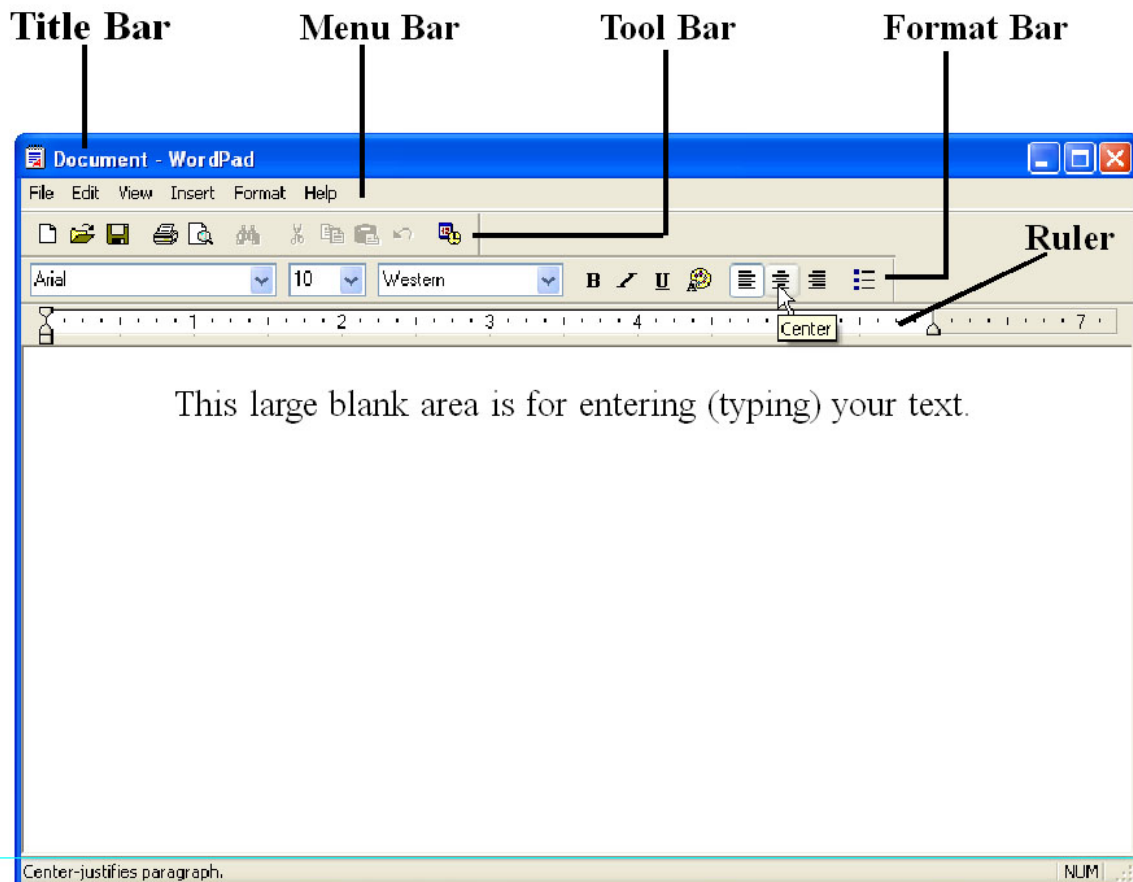 Title Bar Menu Bar Tool Bar Format Bar
Document - WordPad
File Edit View Insert Format Help
Ruler
Arial 10 Western B I U
1 2 3 4 7
Center
This large blank area is for entering (typing) your text.
Center-justifies paragraph. NUM